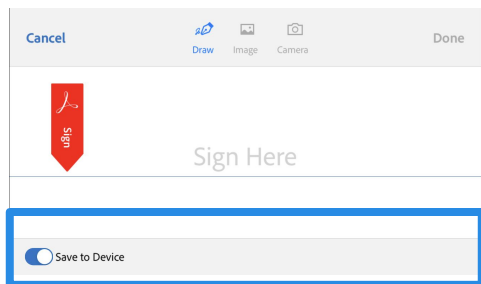 Cancel
Draw Image Camera
Done
Sign
Sign Here
Save to Device